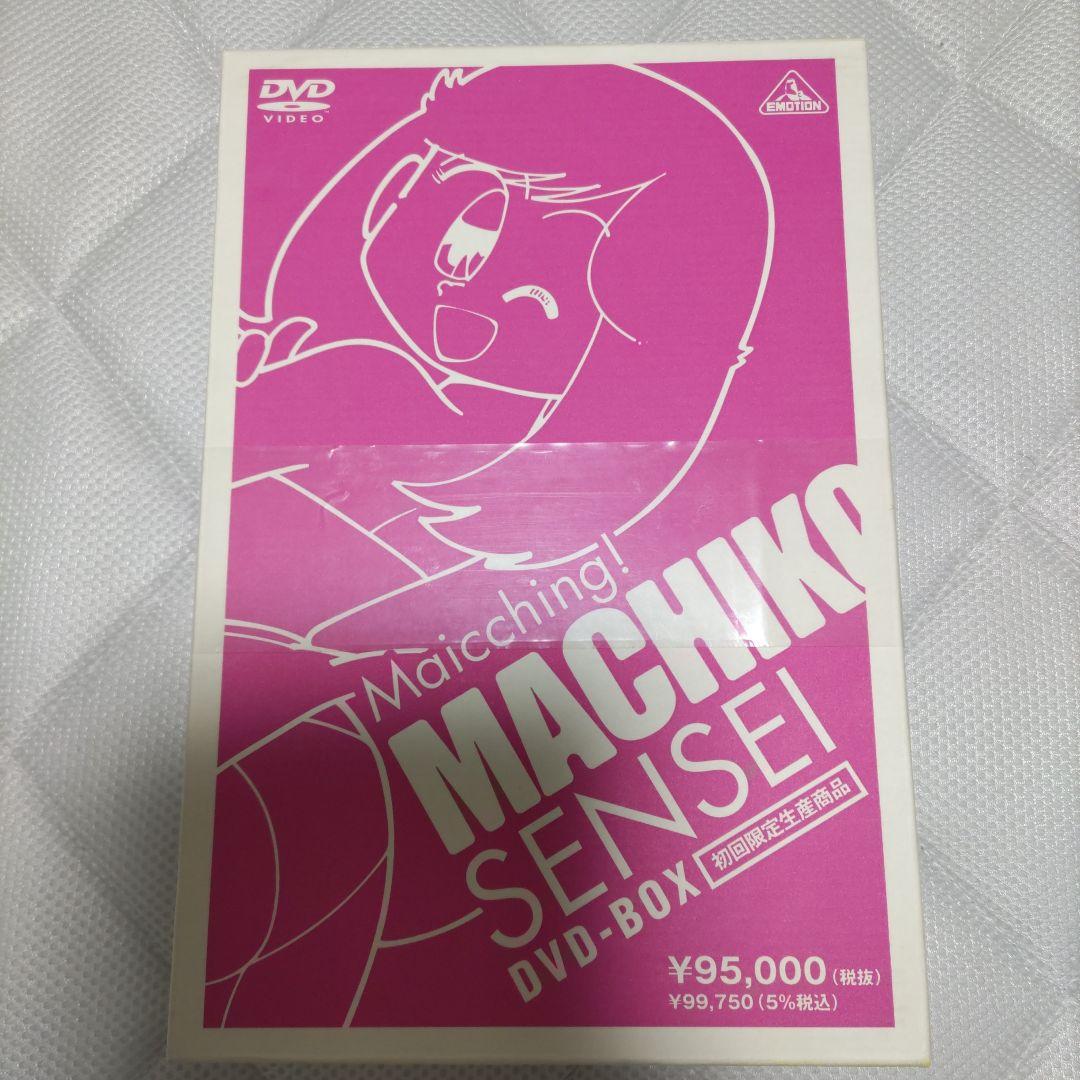 DVD
VIDEO
EMOTION
Maicching!
MACHIKO
SENSEI
DVD-BOX 初回限定生産商品
¥95,000(税抜)
¥99,750(5%税込)